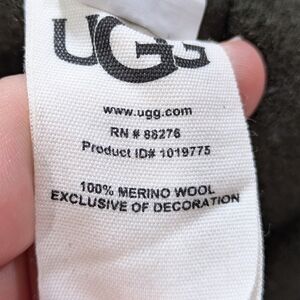 UGG
www.ugg.com
RN # 88276
Product ID# 1019775
100% MERINO WOOL
EXCLUSIVE OF DECORATION